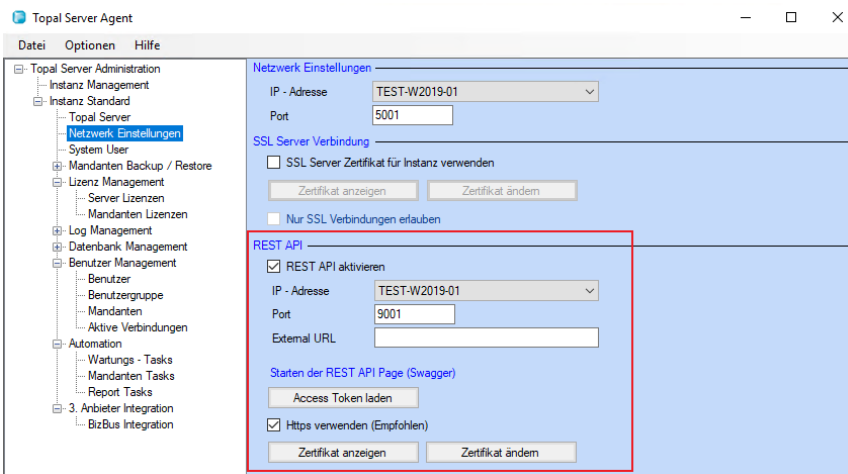 Topal Server Agent
Datei Optionen Hilfe
Topal Server Administration
Instanz Management
Instanz Standard
Topal Server
Netzwerk Einstellungen
System User
Mandanten Backup / Restore
Lizenz Management
Server Lizenzen
Mandanten Lizenzen
Log Management
Datenbank Management
Benutzer Management
Benutzer
Benutzergruppe
Mandanten
Aktive Verbindungen
Automation
Wartungs - Tasks
Mandanten Tasks
Report Tasks
3. Anbieter Integration
BizBus Integration
Netzwerk Einstellungen
IP - Adresse TEST-W2019-01
Port 5001
SSL Server Verbindung
SSL Server Zertifikat für Instanz verwenden
Zertifikat anzeigen Zertifikat ändern
Nur SSL Verbindungen erlauben
REST API
REST API aktivieren
IP - Adresse TEST-W2019-01
Port 9001
External URL
Starten der REST API Page (Swagger)
Access Token laden
Https verwenden (Empfohlen)
Zertifikat anzeigen Zertifikat ändern